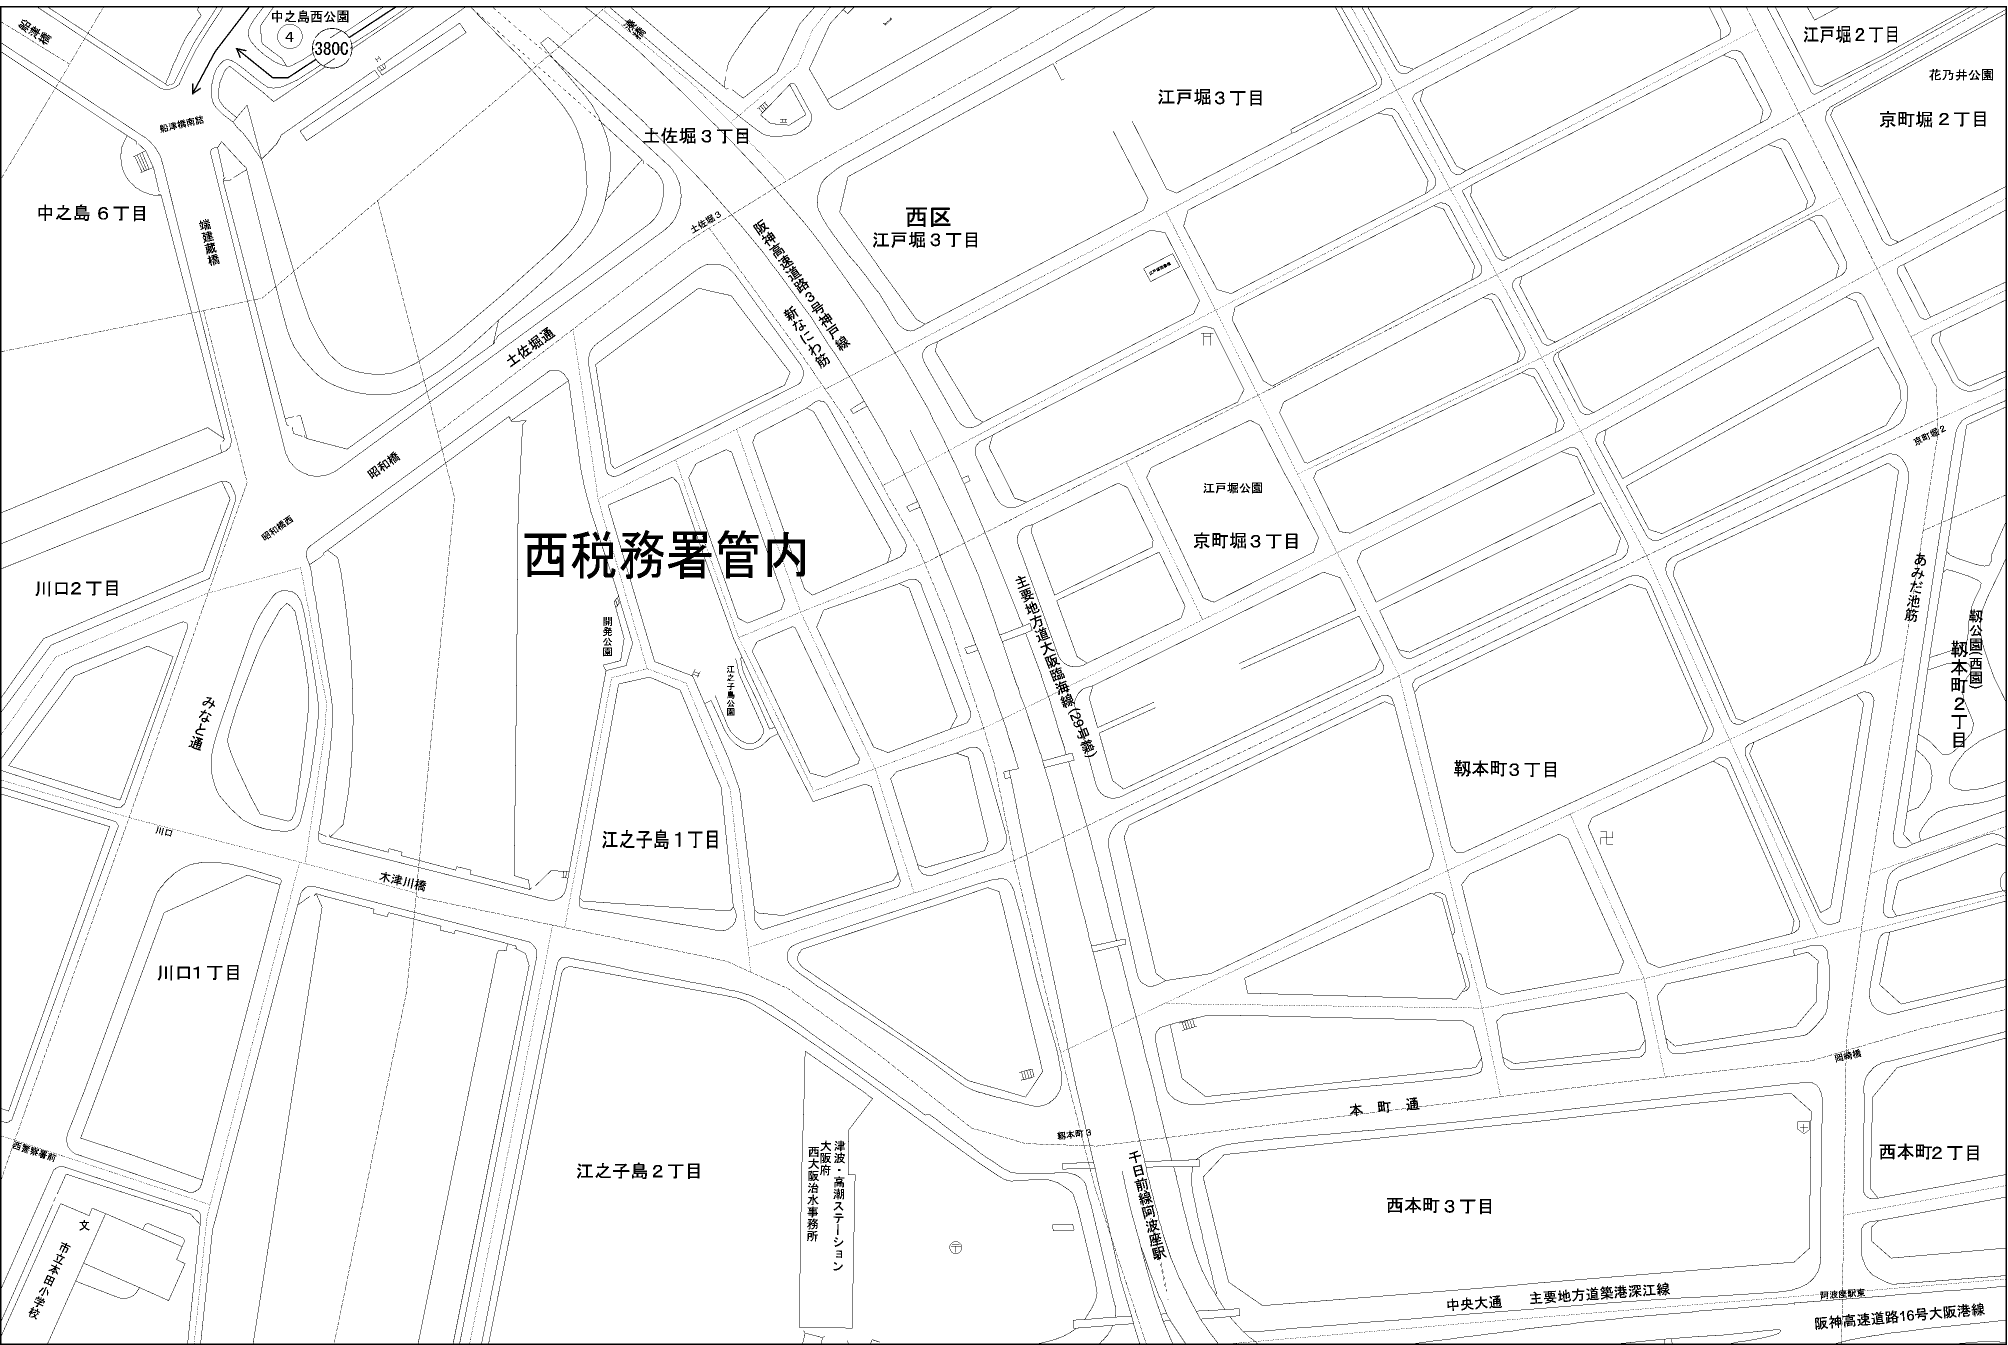 船津橋
中之島西公園
4
380C
湊橋
江戸堀2丁目
花乃井公園
江戸堀3丁目
京町堀2丁目
船津橋南詰
土佐堀3丁目
中之島6丁目
端建蔵橋
土佐堀3
西区
江戸堀3丁目
阪神高速道路3号神戸線
新なにわ筋
土佐堀通
京町堀2
昭和橋
江戸堀公園
昭和橋西
西税務署管内
京町堀3丁目
川口2丁目
あみだ池筋
主要地方道大阪臨海線(29号線)
開発公園
靱公園(西園)
靱本町2丁目
江之子島公園
みなと通
靱本町3丁目
川口
江之子島1丁目
木津川橋
川口1丁目
岡崎橋
本町通
靱本町3
西警察署前
津波・高潮ステーション
大阪府
西大阪治水事務所
江之子島2丁目
千日前線阿波座駅
西本町2丁目
西本町3丁目
文
市立本田小学校
中央大通
主要地方道築港深江線
阿波座駅東
阪神高速道路16号大阪港線